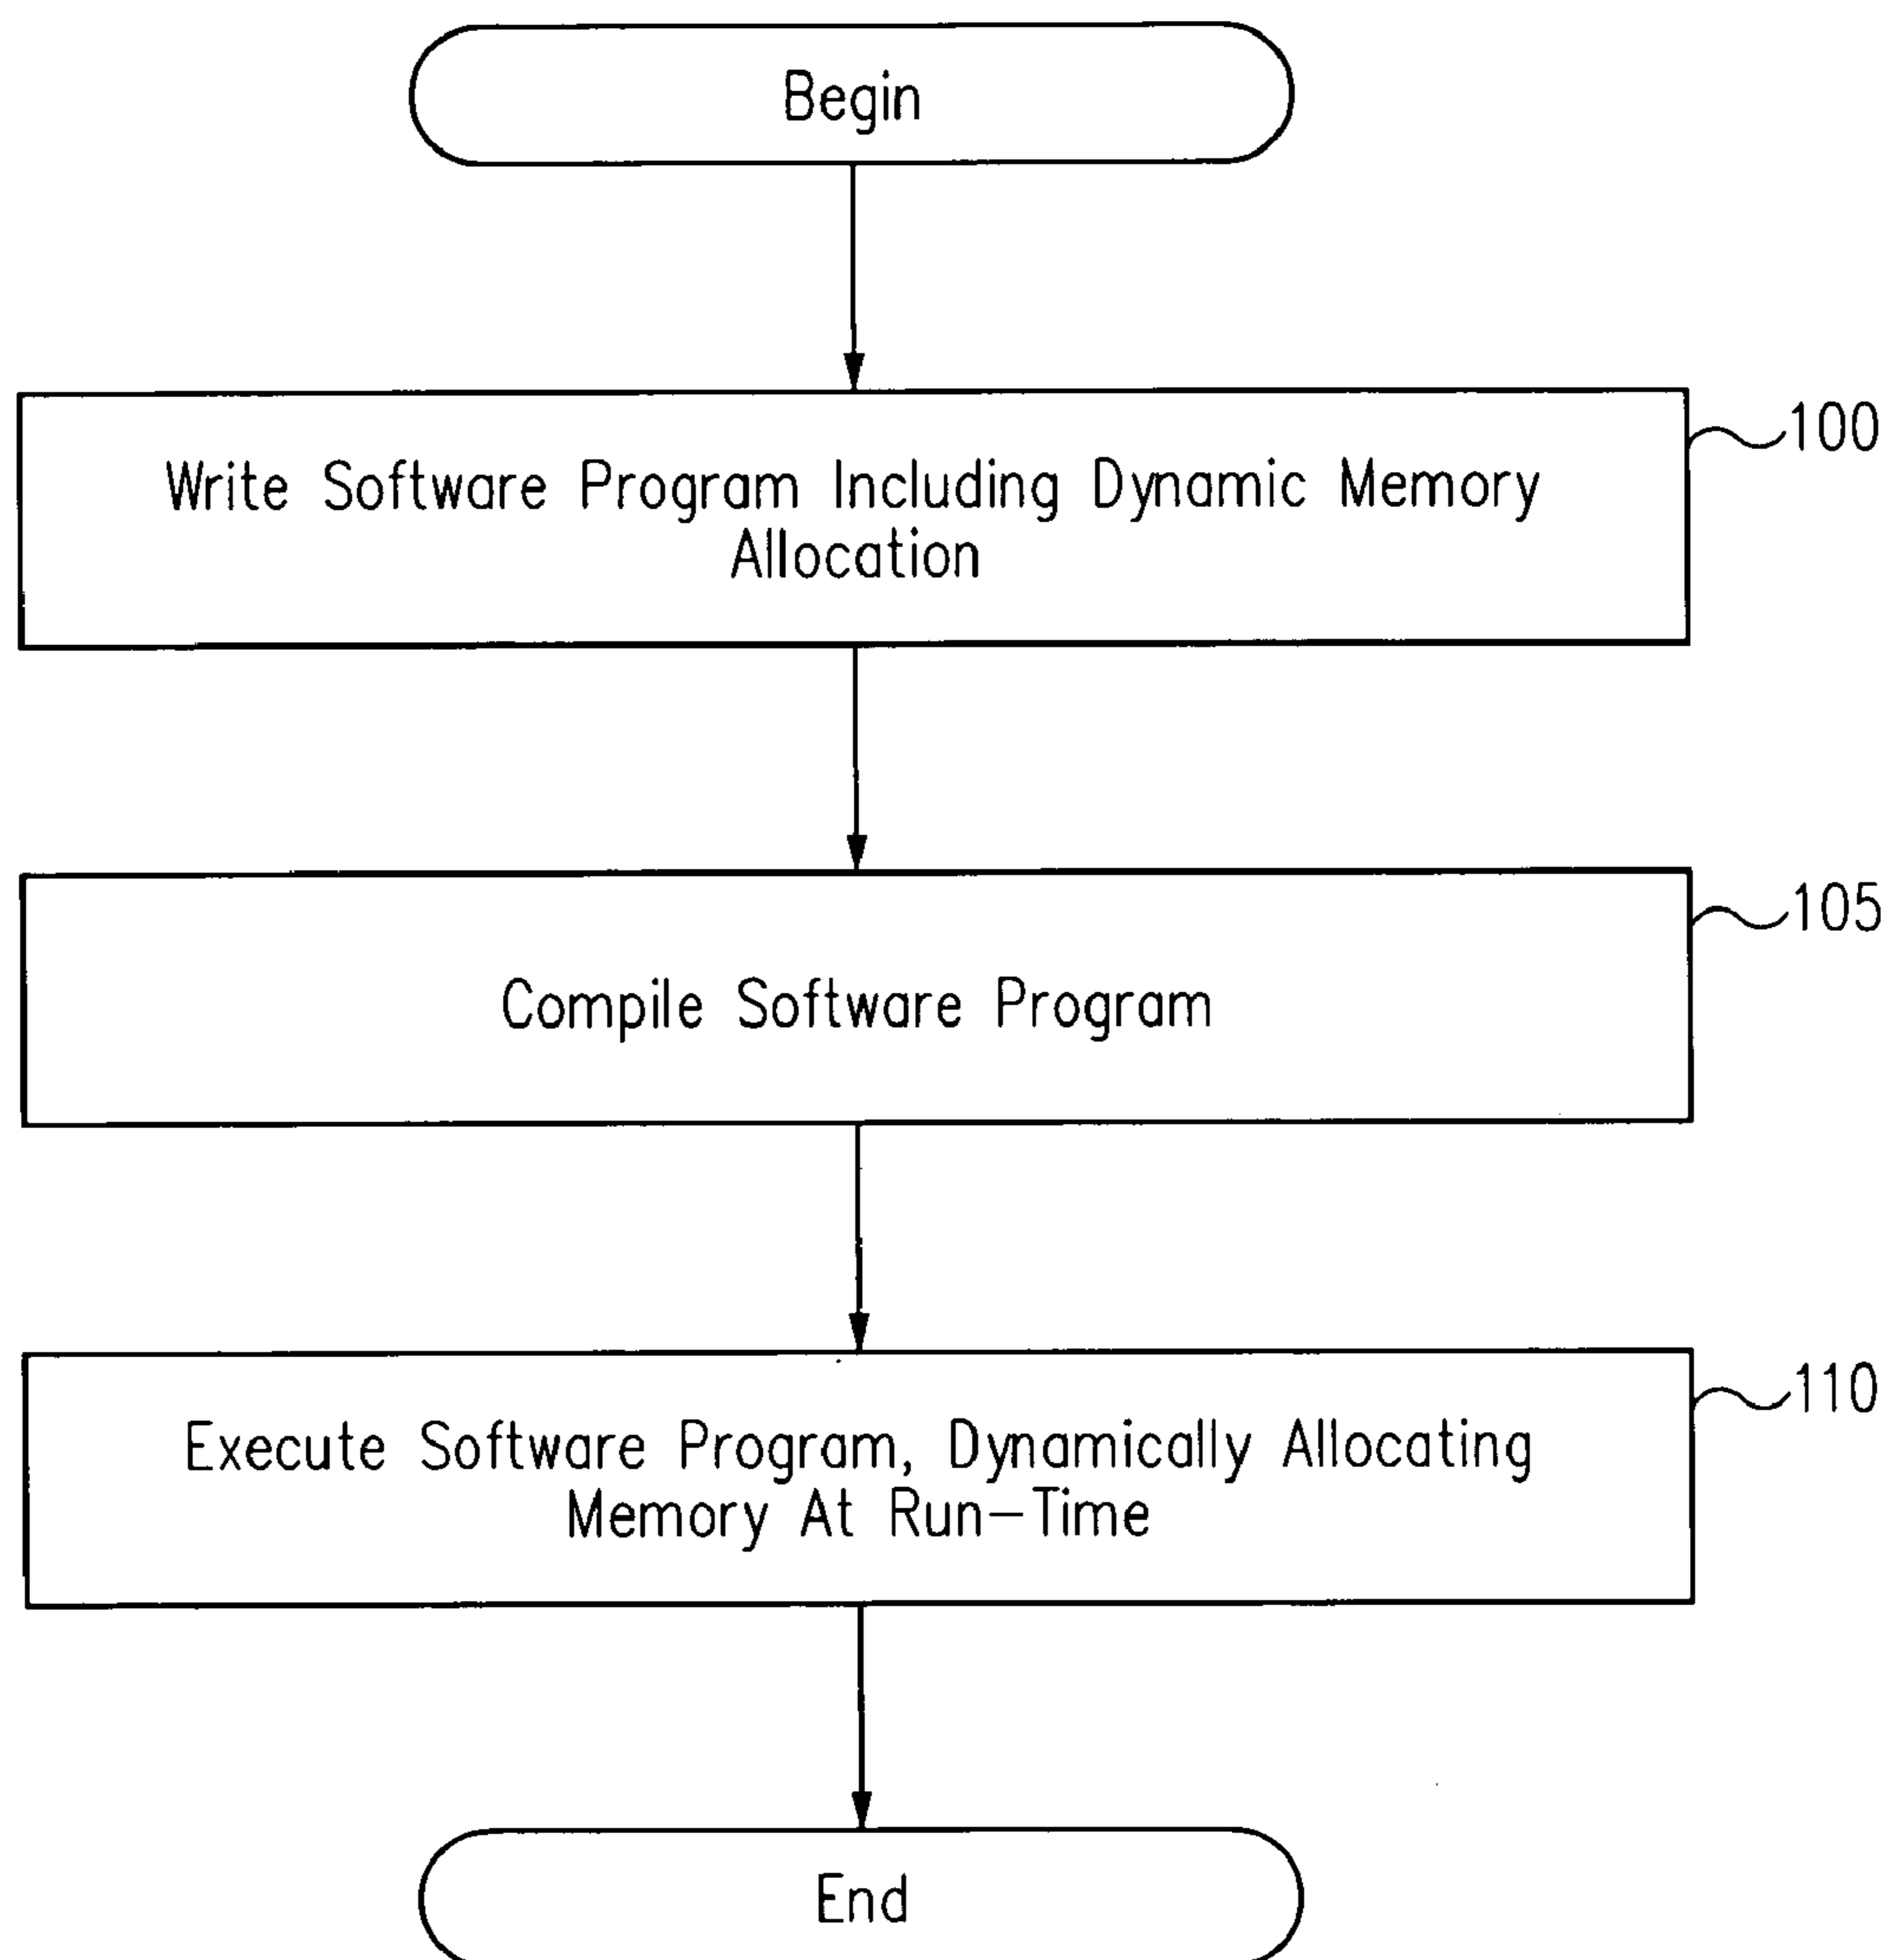 Begin
100
Write Software Program Including Dynamic Memory
Allocation
105
Compile Software Program
110
Execute Software Program, Dynamically Allocating
Memory At Run-Time
End